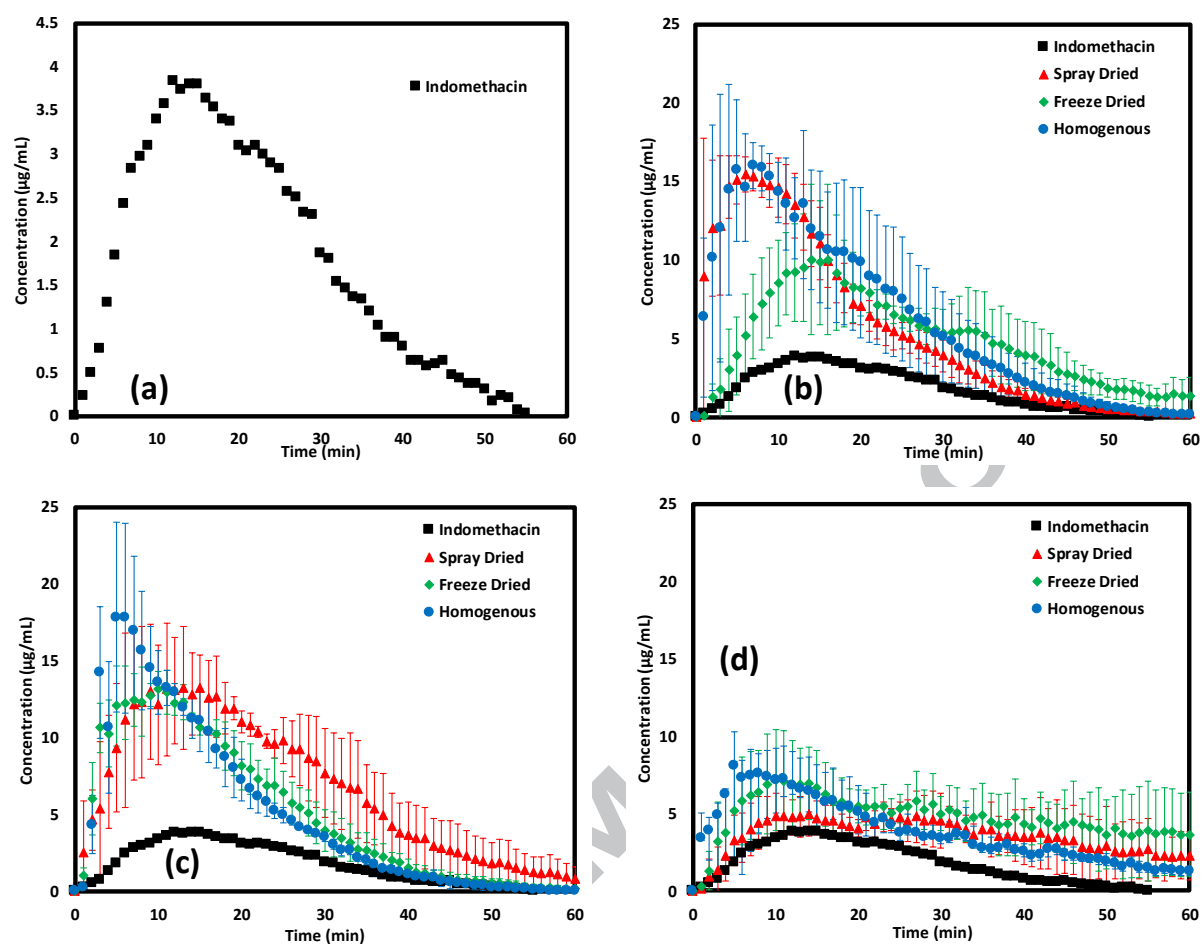 4.5
4
3.5
3
2.5
2
1.5
1
0.5
0
Concentration (µg/mL)
Indomethacin
(a)
0 10 20 30 40 50 60
Time (min)
25
20
15
10
5
0
Concentration (µg/mL)
Indomethacin
Spray Dried
Freeze Dried
Homogenous
(b)
0 10 20 30 40 50 60
Time (min)
25
20
15
10
5
0
Concentration (µg/mL)
Indomethacin
Spray Dried
Freeze Dried
Homogenous
(c)
0 10 20 30 40 50 60
Time (min)
25
20
15
10
5
0
Concentration (µg/mL)
Indomethacin
Spray Dried
Freeze Dried
Homogenous
(d)
0 10 20 30 40 50 60
Time (min)